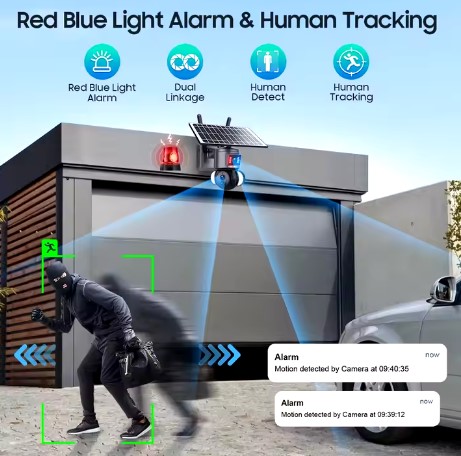 Red Blue Light Alarm & Human Tracking
Red Blue Light
Alarm
Dual
Linkage
Human
Detect
Human
Tracking
Alarm
now
Motion detected by Camera at 09:40:35
Alarm
now
Motion detected by Camera at 09:39:12